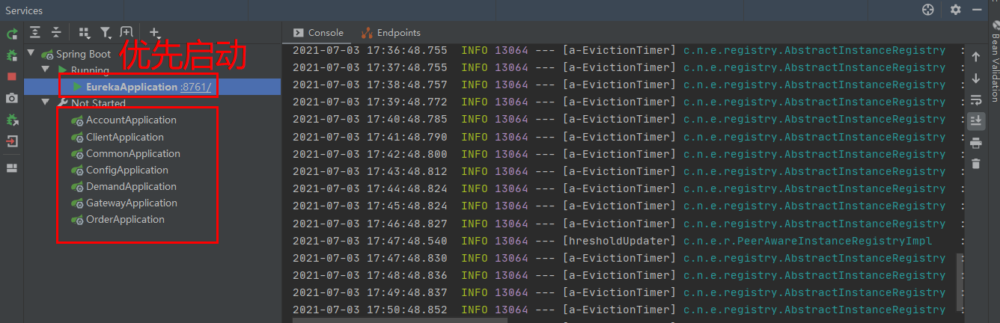 Services
Console
Endpoints
Spring Boot
优先启动
Running
EurekaApplication :8761/
Not Started
AccountApplication
ClientApplication
CommonApplication
ConfigApplication
DemandApplication
GatewayApplication
OrderApplication
2021-07-03 17:36:48.755 INFO 13064 --- [a-EvictionTimer] c.n.e.registry.AbstractInstanceRegistry :
2021-07-03 17:37:48.755 INFO 13064 --- [a-EvictionTimer] c.n.e.registry.AbstractInstanceRegistry :
2021-07-03 17:38:48.757 INFO 13064 --- [a-EvictionTimer] c.n.e.registry.AbstractInstanceRegistry :
2021-07-03 17:39:48.772 INFO 13064 --- [a-EvictionTimer] c.n.e.registry.AbstractInstanceRegistry :
2021-07-03 17:40:48.785 INFO 13064 --- [a-EvictionTimer] c.n.e.registry.AbstractInstanceRegistry :
2021-07-03 17:41:48.790 INFO 13064 --- [a-EvictionTimer] c.n.e.registry.AbstractInstanceRegistry :
2021-07-03 17:42:48.800 INFO 13064 --- [a-EvictionTimer] c.n.e.registry.AbstractInstanceRegistry :
2021-07-03 17:43:48.812 INFO 13064 --- [a-EvictionTimer] c.n.e.registry.AbstractInstanceRegistry :
2021-07-03 17:44:48.824 INFO 13064 --- [a-EvictionTimer] c.n.e.registry.AbstractInstanceRegistry :
2021-07-03 17:45:48.824 INFO 13064 --- [a-EvictionTimer] c.n.e.registry.AbstractInstanceRegistry :
2021-07-03 17:46:48.827 INFO 13064 --- [a-EvictionTimer] c.n.e.registry.AbstractInstanceRegistry :
2021-07-03 17:47:48.540 INFO 13064 --- [hresholdUpdater] c.n.e.r.PeerAwareInstanceRegistryImpl :
2021-07-03 17:47:48.830 INFO 13064 --- [a-EvictionTimer] c.n.e.registry.AbstractInstanceRegistry :
2021-07-03 17:48:48.836 INFO 13064 --- [a-EvictionTimer] c.n.e.registry.AbstractInstanceRegistry :
2021-07-03 17:49:48.837 INFO 13064 --- [a-EvictionTimer] c.n.e.registry.AbstractInstanceRegistry :
2021-07-03 17:50:48.852 INFO 13064 --- [a-EvictionTimer] c.n.e.registry.AbstractInstanceRegistry :
Bean Validation